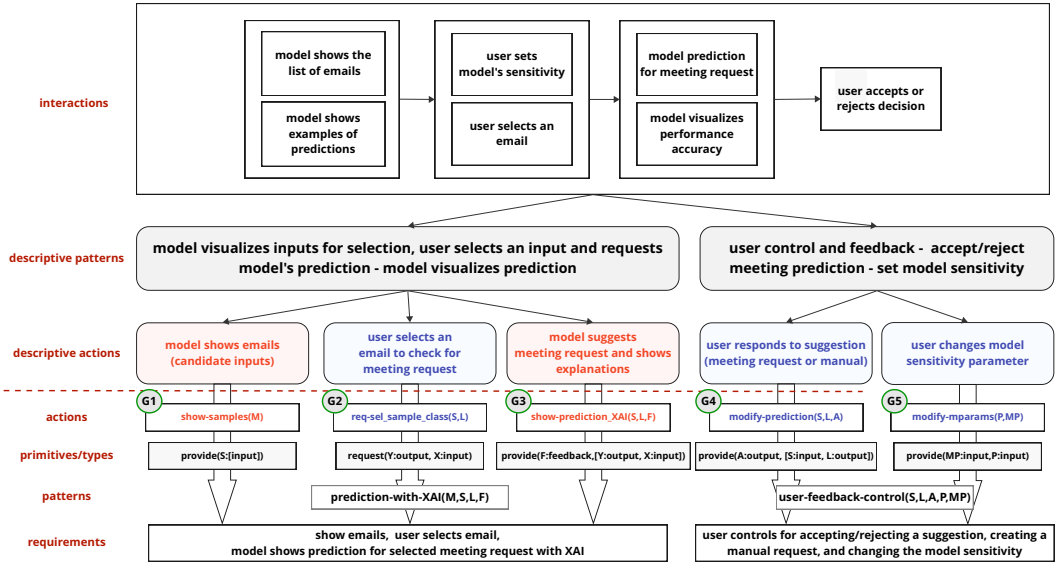 interactions
model shows the
list of emails
model shows
examples of
predictions
user sets
model's sensitivity
user selects an
email
model prediction
for meeting request
model visualizes
performance
accuracy
user accepts or
rejects decision
descriptive patterns
model visualizes inputs for selection, user selects an input and requests
model's prediction - model visualizes prediction
user control and feedback - accept/reject
meeting prediction - set model sensitivity
descriptive actions
model shows emails
(candidate inputs)
user selects an
email to check for
meeting request
model suggests
meeting request and shows
explanations
user responds to suggestion
(meeting request or manual)
user changes model
sensitivity parameter
actions
G1
show-samples(M)
G2
req-sel_sample_class(S,L)
G3
show-prediction_XAI(S,L,F)
G4
modify-prediction(S,L,A)
G5
modify-mparams(P,MP)
primitives/types
provide(S:[input])
request(Y:output, X:input)
provide(F:feedback,[Y:output, X:input])
provide(A:output, [S:input, L:output])
provide(MP:input,P:input)
patterns
prediction-with-XAI(M,S,L,F)
user-feedback-control(S,L,A,P,MP)
requirements
show emails, user selects email,
model shows prediction for selected meeting request with XAI
user controls for accepting/rejecting a suggestion, creating a
manual request, and changing the model sensitivity